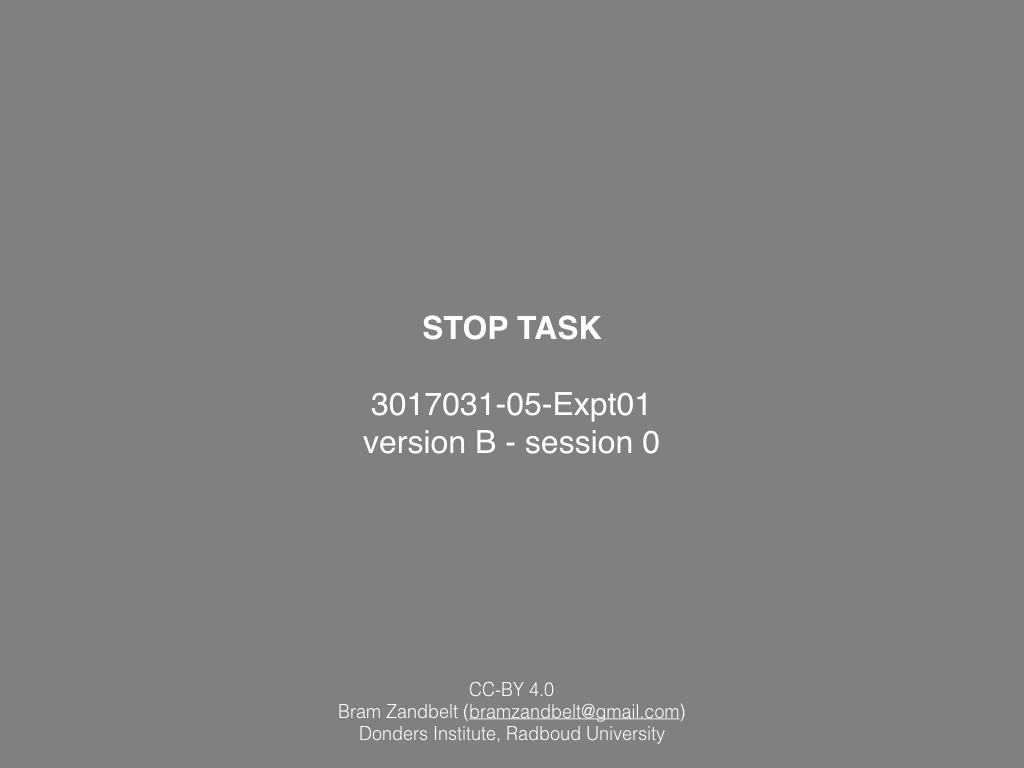 STOP TASK
3017031-05-Expt01
version B - session 0
CC-BY 4.0
Bram Zandbelt (bramzandbelt@gmail.com)
Donders Institute, Radboud University